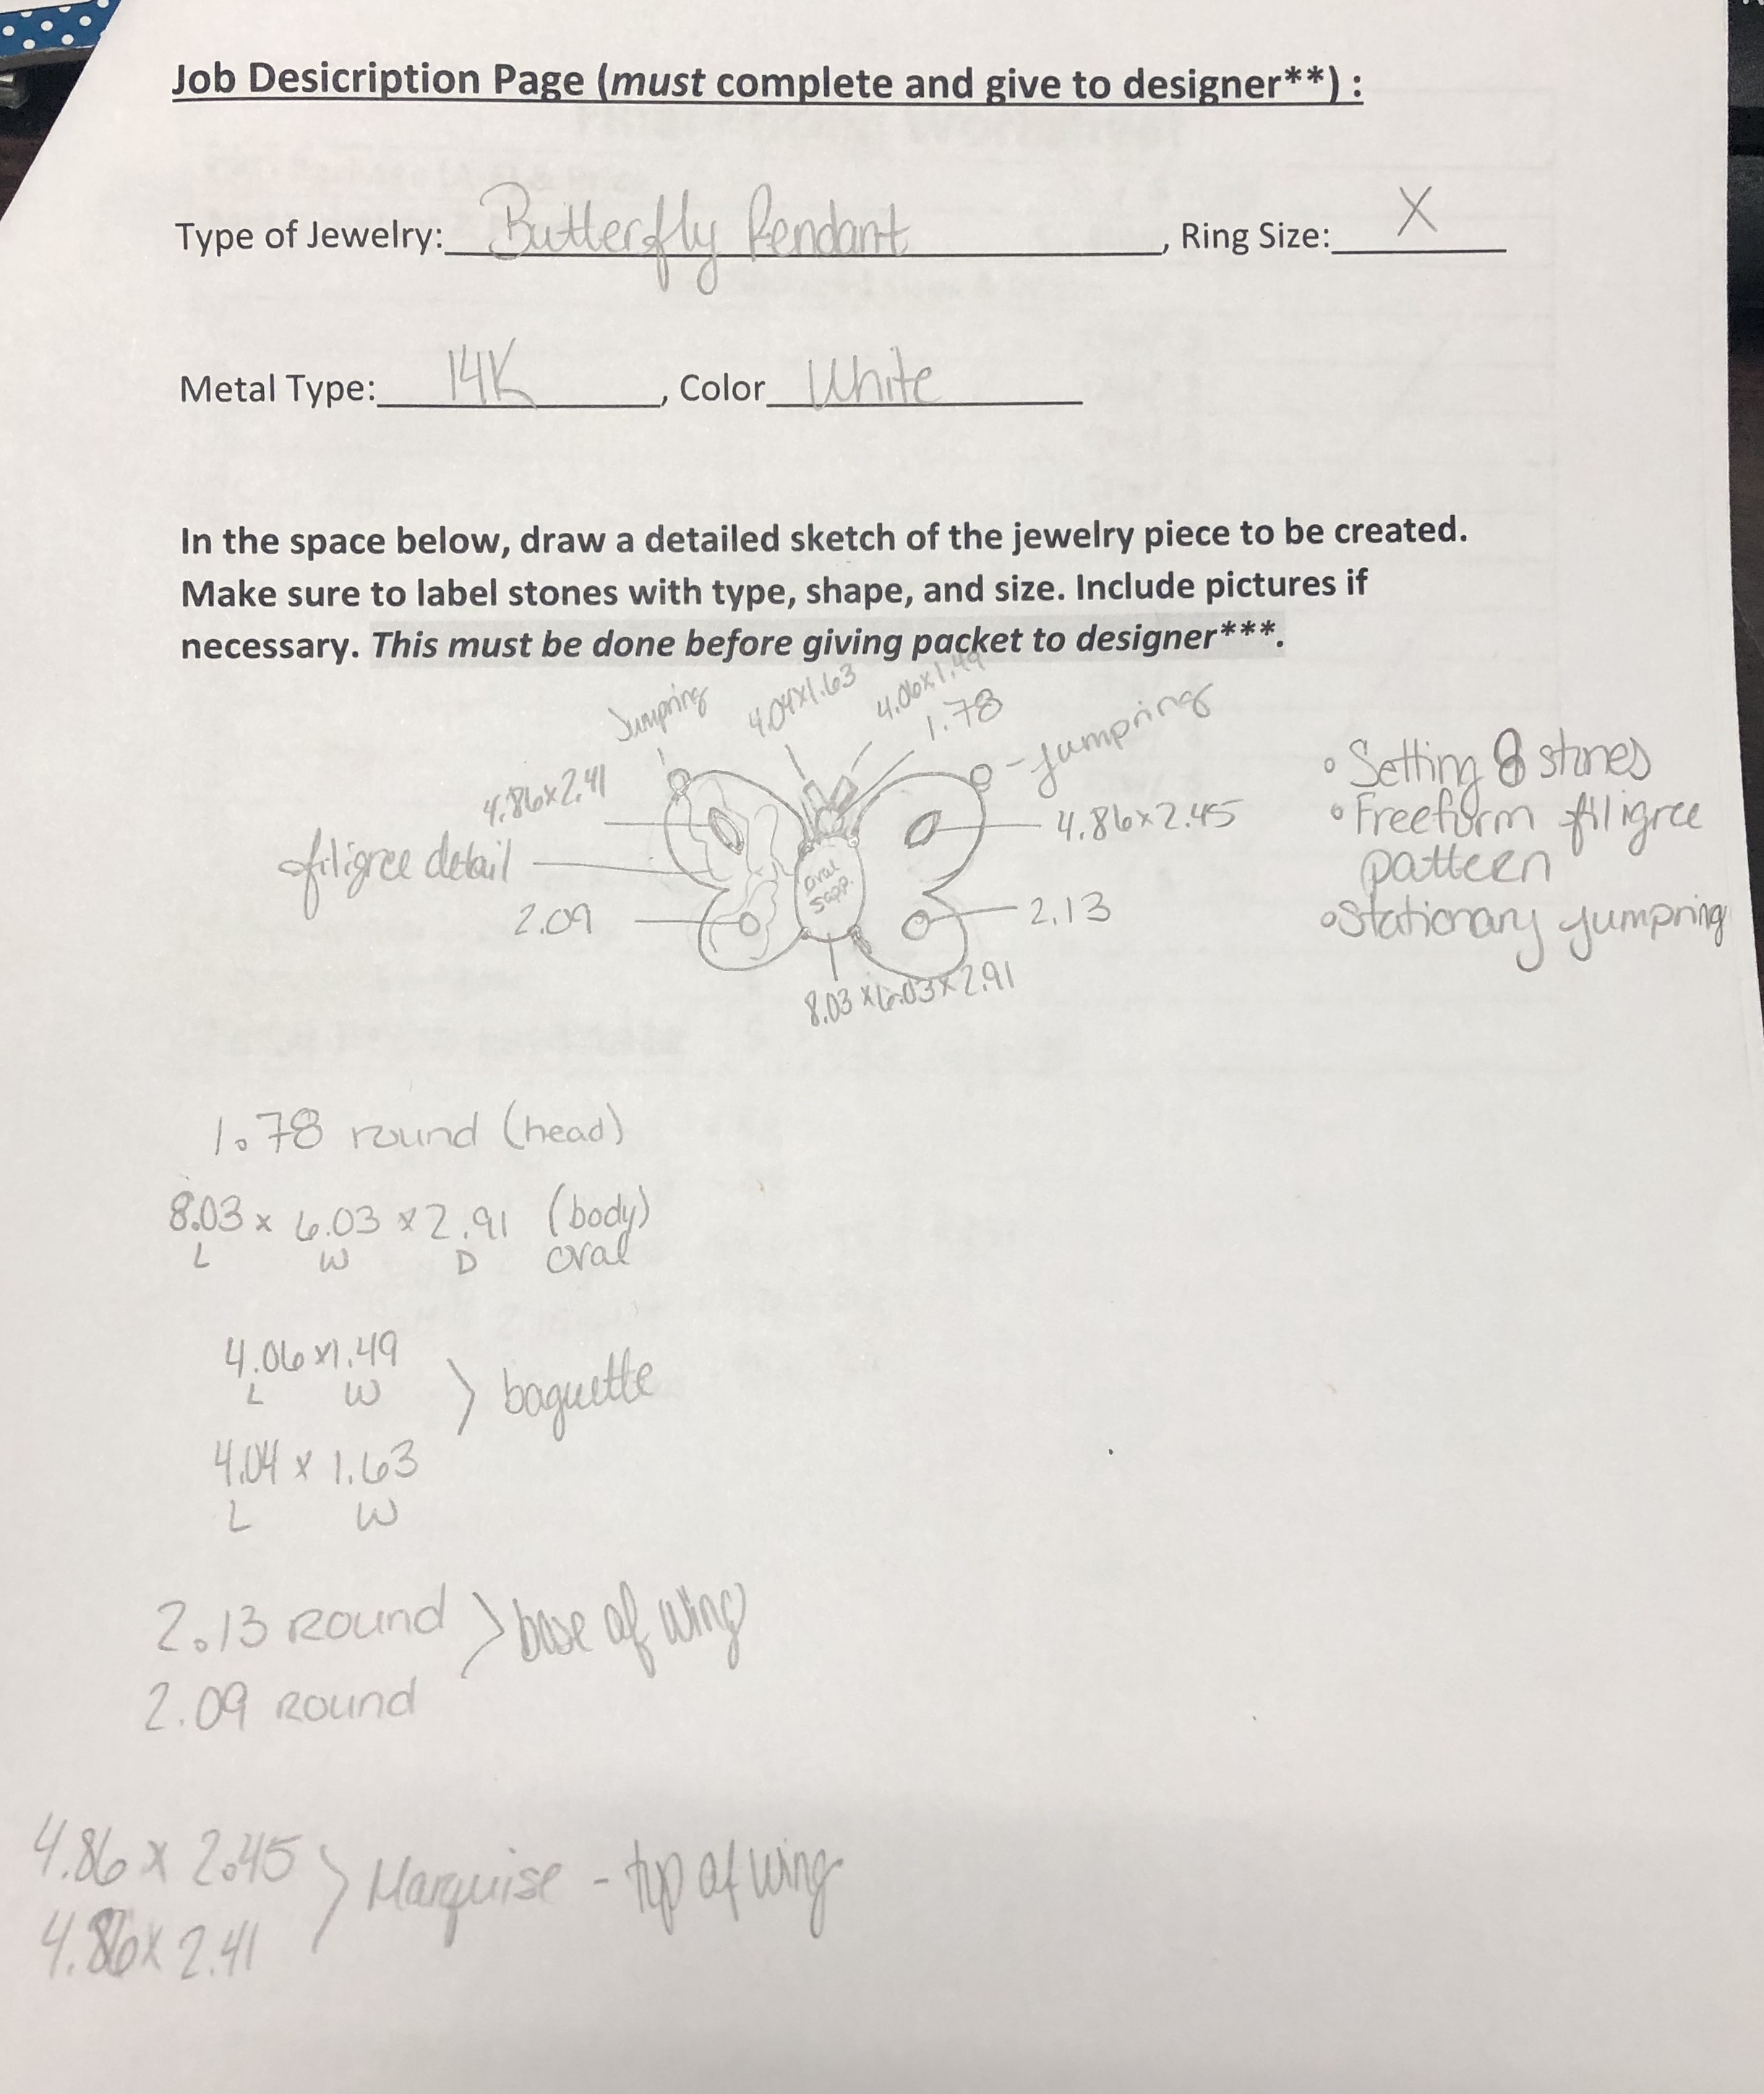 Job Desicription Page (must complete and give to designer**) :
Type of Jewelry: Butterfly Pendant, Ring Size: X
Metal Type: 14K, Color White
In the space below, draw a detailed sketch of the jewelry piece to be created.
Make sure to label stones with type, shape, and size. Include pictures if
necessary. This must be done before giving packet to designer***.
Jumpring
4.04x1.63
4.06x1.49
1.78
- Jumpring
4.86x2.41
4.86x2.45
filigree detail
oval
sapp.
2.09
2.13
8.03 x 6.03 x 2.91
• Setting 8 stones
• Freeform filigree
pattern
• Stationary jumpring
1.78 round (head)
8.03 x 6.03 x 2.91 (body)
L W D oval
4.06 x 1.49
L W
> baguette
4.04 x 1.63
L W
2.13 Round > base of wing
2.09 Round
4.86 x 2.45 > Marquise - top of wing
4.86 x 2.41